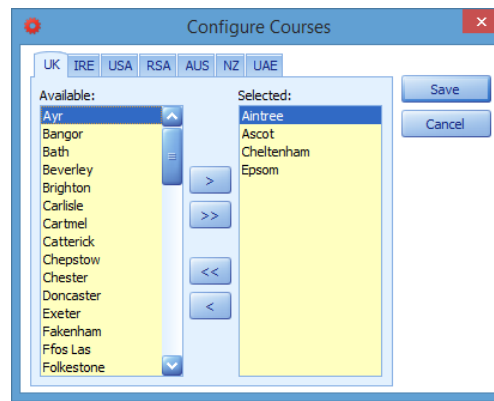 Configure Courses
×
UK IRE USA RSA AUS NZ UAE
Available:
Ayr
Bangor
Bath
Beverley
Brighton
Carlisle
Cartmel
Catterick
Chepstow
Chester
Doncaster
Exeter
Fakenham
Ffos Las
Folkestone
>
>>
<<
<
Selected:
Aintree
Ascot
Cheltenham
Epsom
Save
Cancel